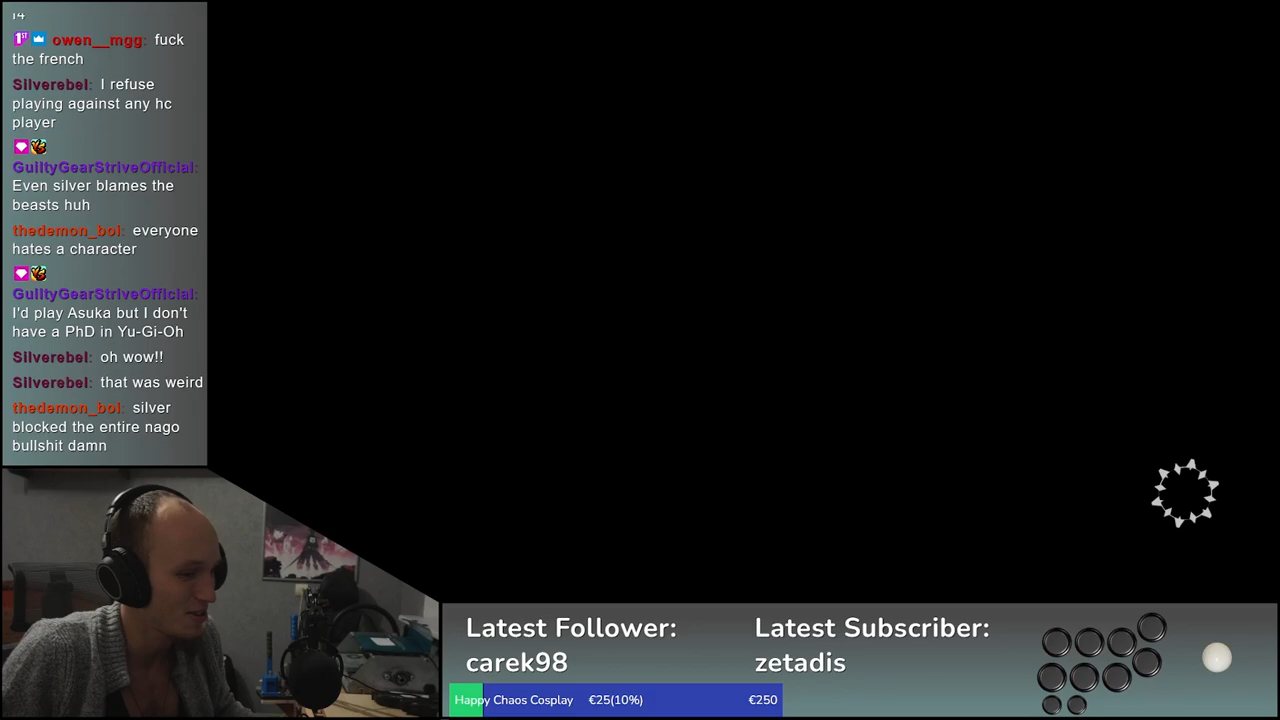 14
owen__mgg: fuck
the french
Silverebel: I refuse
playing against any hc
player
GuiltyGearStriveOfficial:
Even silver blames the
beasts huh
thedemon_boi: everyone
hates a character
GuiltyGearStriveOfficial:
I'd play Asuka but I don't
have a PhD in Yu-Gi-Oh
Silverebel: oh wow!!
Silverebel: that was weird
thedemon_boi: silver
blocked the entire nago
bullshit damn
Latest Follower:
carek98
Latest Subscriber:
zetadis
Happy Chaos Cosplay €25(10%) €250